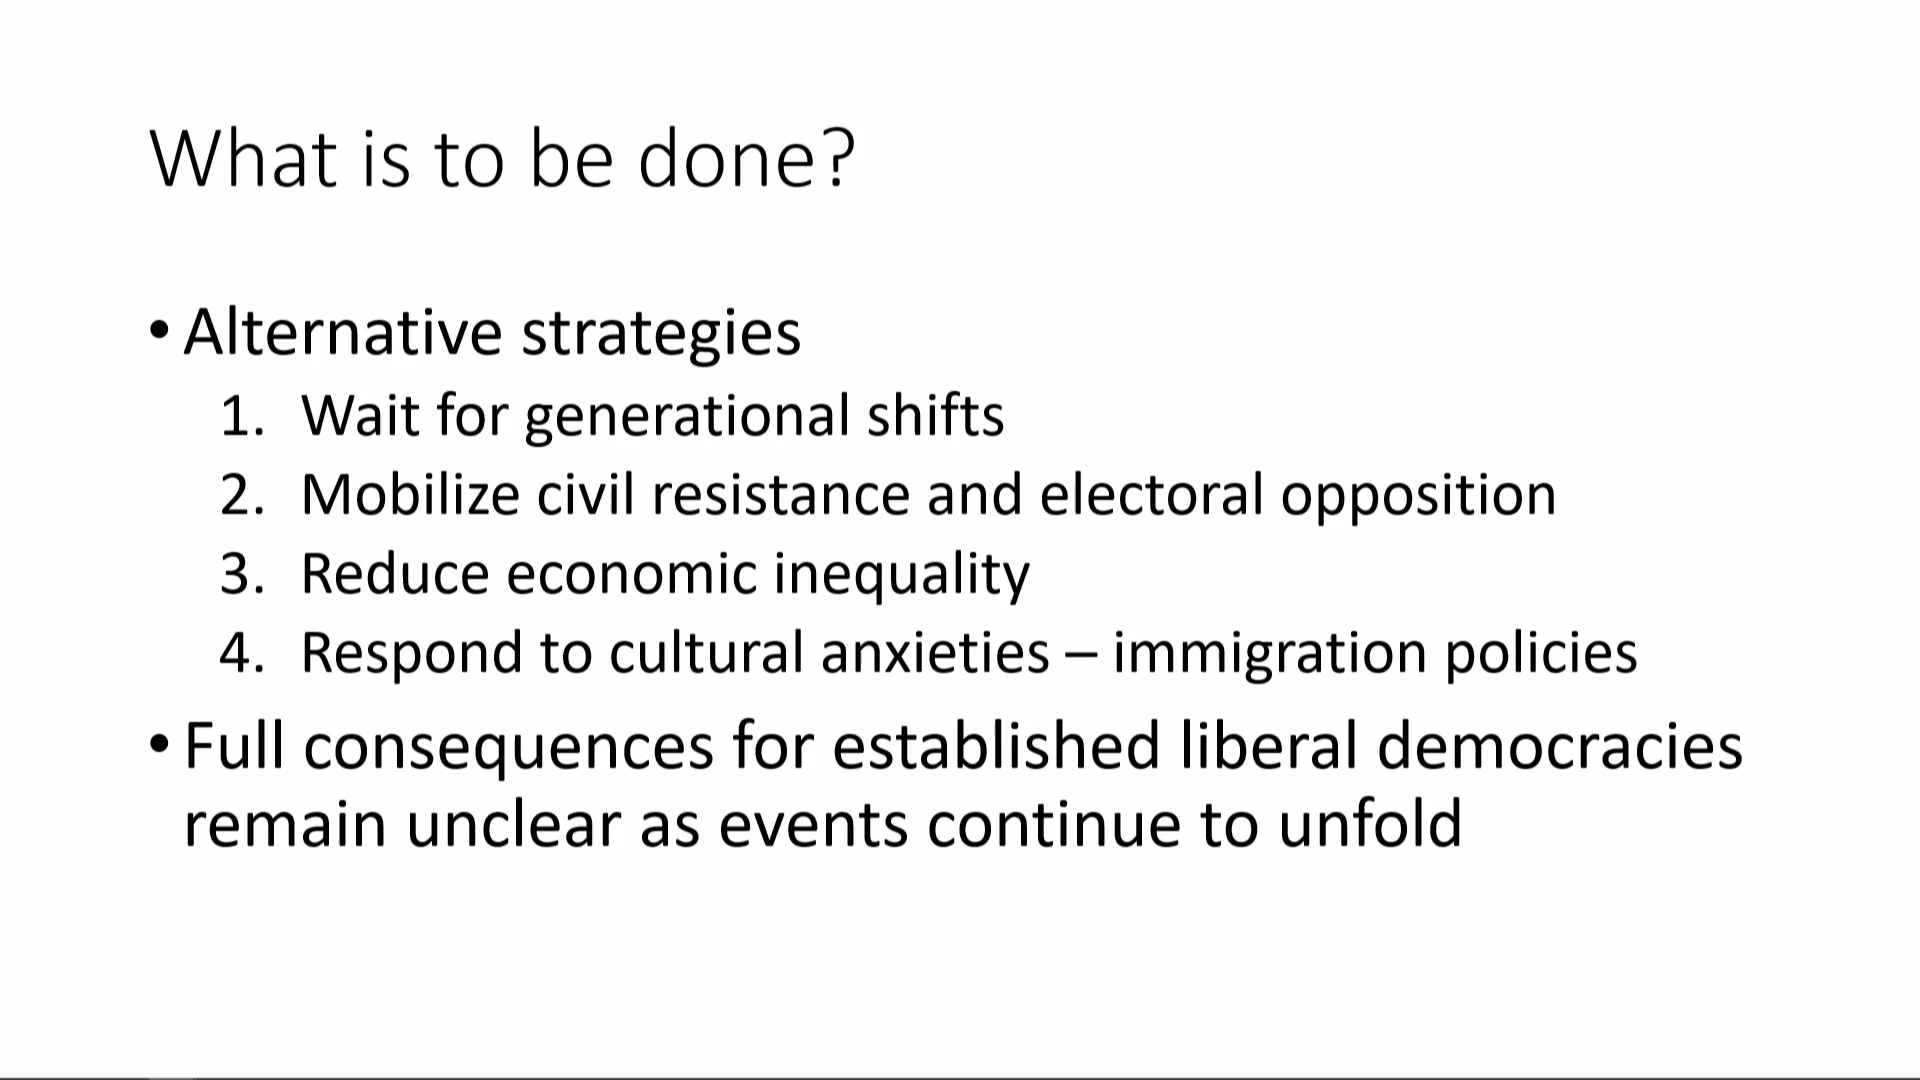 What is to be done?
• Alternative strategies
1. Wait for generational shifts
2. Mobilize civil resistance and electoral opposition
3. Reduce economic inequality
4. Respond to cultural anxieties – immigration policies
• Full consequences for established liberal democracies
remain unclear as events continue to unfold